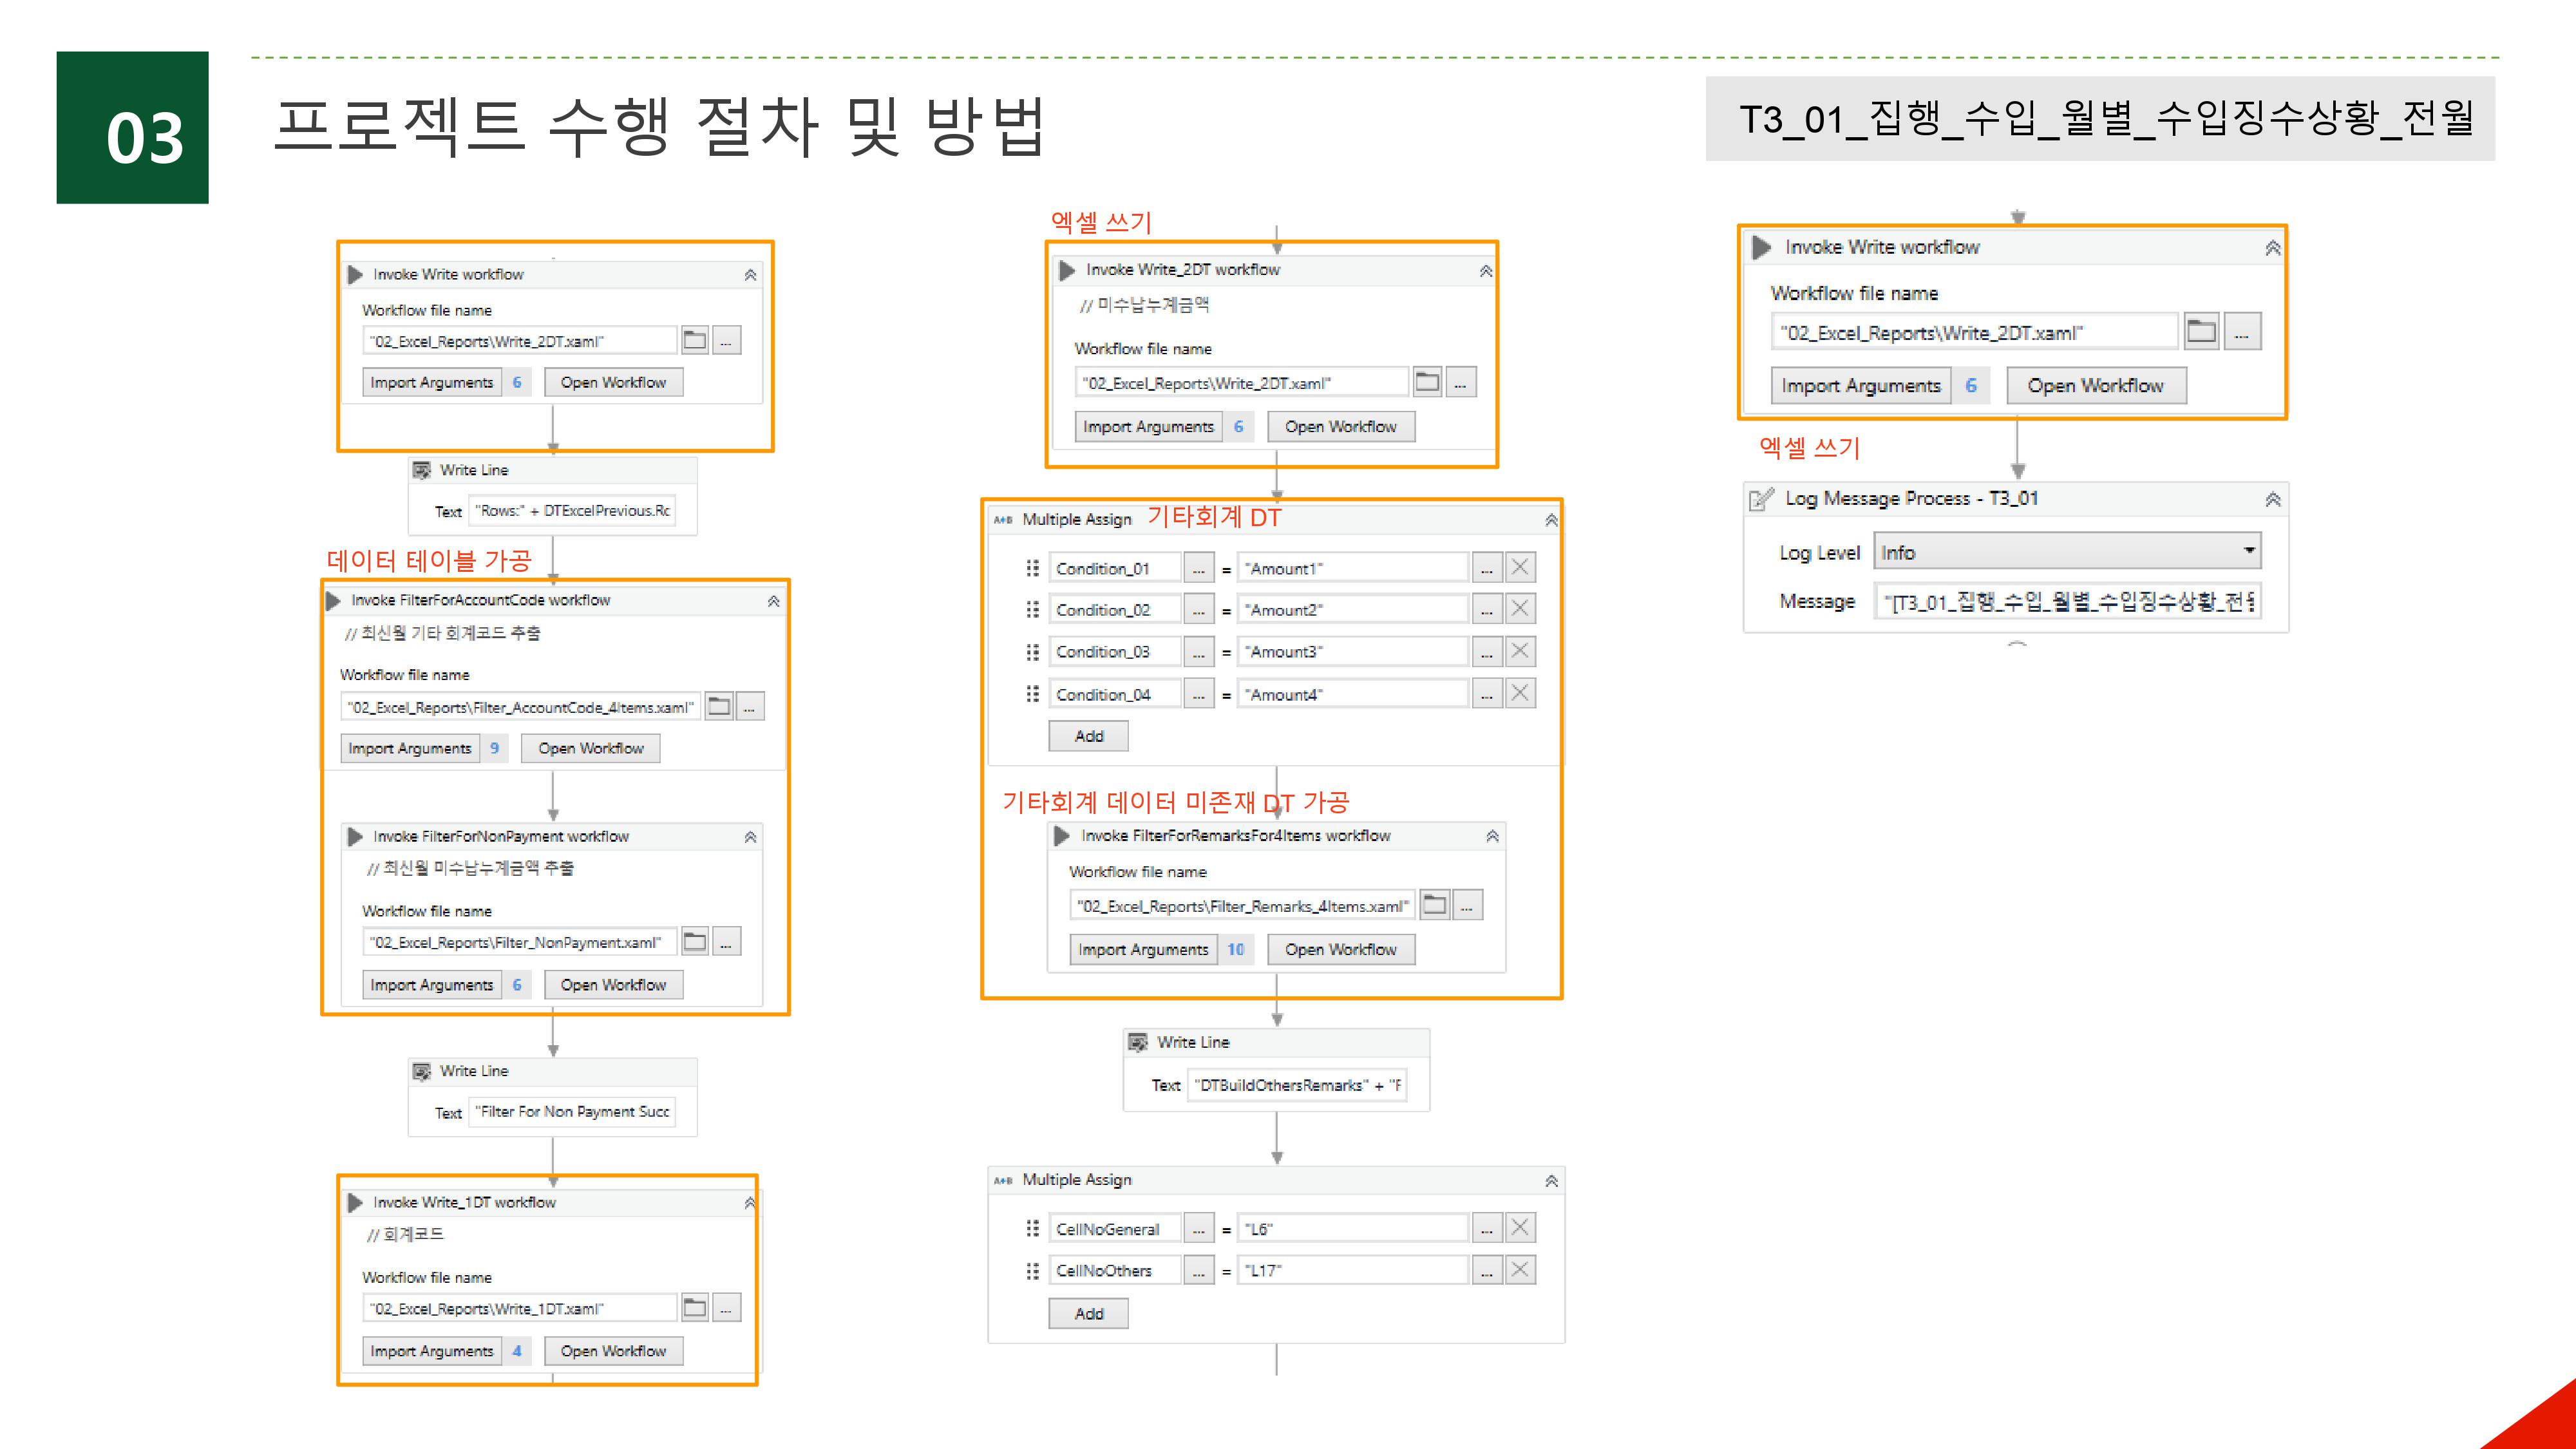 03
프로젝트 수행 절차 및 방법
T3_01_집행_수입_월별_수입징수상황_전월
Invoke Write workflow
Workflow file name
"02_Excel_Reports\Write_2DT.xaml"
...
Import Arguments 6 Open Workflow
Write Line
Text "Rows:" + DTExcelPrevious.Rc
데이터 테이블 가공
Invoke FilterForAccountCode workflow
// 최신월 기타 회계코드 추출
Workflow file name
"02_Excel_Reports\Filter_AccountCode_4Items.xaml" ...
Import Arguments 9 Open Workflow
Invoke FilterForNonPayment workflow
// 최신월 미수납누계금액 추출
Workflow file name
"02_Excel_Reports\Filter_NonPayment.xaml" ...
Import Arguments 6 Open Workflow
Write Line
Text "Filter For Non Payment Succ
Invoke Write_1DT workflow
// 회계코드
Workflow file name
"02_Excel_Reports\Write_1DT.xaml" ...
Import Arguments 4 Open Workflow
엑셀 쓰기
Invoke Write_2DT workflow
// 미수납누계금액
Workflow file name
"02_Excel_Reports\Write_2DT.xaml" ...
Import Arguments 6 Open Workflow
A+B Multiple Assign 기타회계 DT
Condition_01 ... = "Amount1" ...
Condition_02 ... = "Amount2" ...
Condition_03 ... = "Amount3" ...
Condition_04 ... = "Amount4" ...
Add
기타회계 데이터 미존재 DT 가공
Invoke FilterForRemarksFor4Items workflow
Workflow file name
"02_Excel_Reports\Filter_Remarks_4Items.xaml" ...
Import Arguments 10 Open Workflow
Write Line
Text "DTBuildOthersRemarks" + "F
A+B Multiple Assign
CellNoGeneral ... = "L6" ...
CellNoOthers ... = "L17" ...
Add
Invoke Write workflow
Workflow file name
"02_Excel_Reports\Write_2DT.xaml" ...
Import Arguments 6 Open Workflow
엑셀 쓰기
Log Message Process - T3_01
Log Level Info
Message "[T3_01_집행_수입_월별_수입징수상황_전월